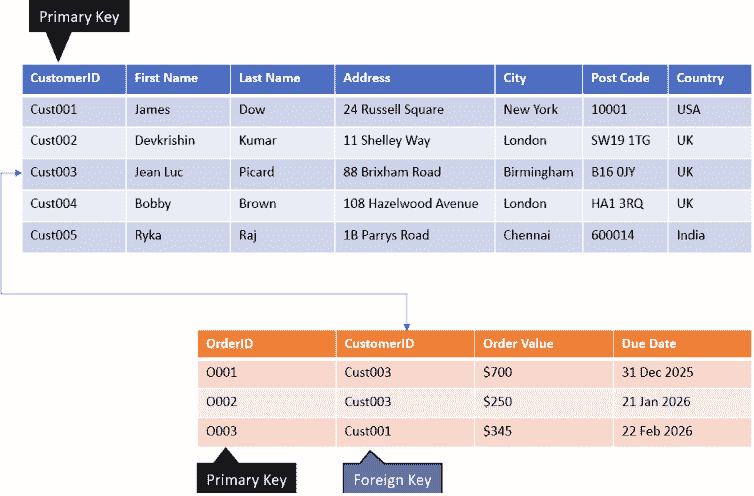 Primary Key
CustomerID First Name Last Name Address City Post Code Country
Cust001 James Dow 24 Russell Square New York 10001 USA
Cust002 Devkrishin Kumar 11 Shelley Way London SW19 1TG UK
Cust003 Jean Luc Picard 88 Brixham Road Birmingham B16 0JY UK
Cust004 Bobby Brown 108 Hazelwood Avenue London HA1 3RQ UK
Cust005 Ryka Raj 1B Parrys Road Chennai 600014 India
OrderID CustomerID Order Value Due Date
O001 Cust003 $700 31 Dec 2025
O002 Cust003 $250 21 Jan 2026
O003 Cust001 $345 22 Feb 2026
Primary Key Foreign Key